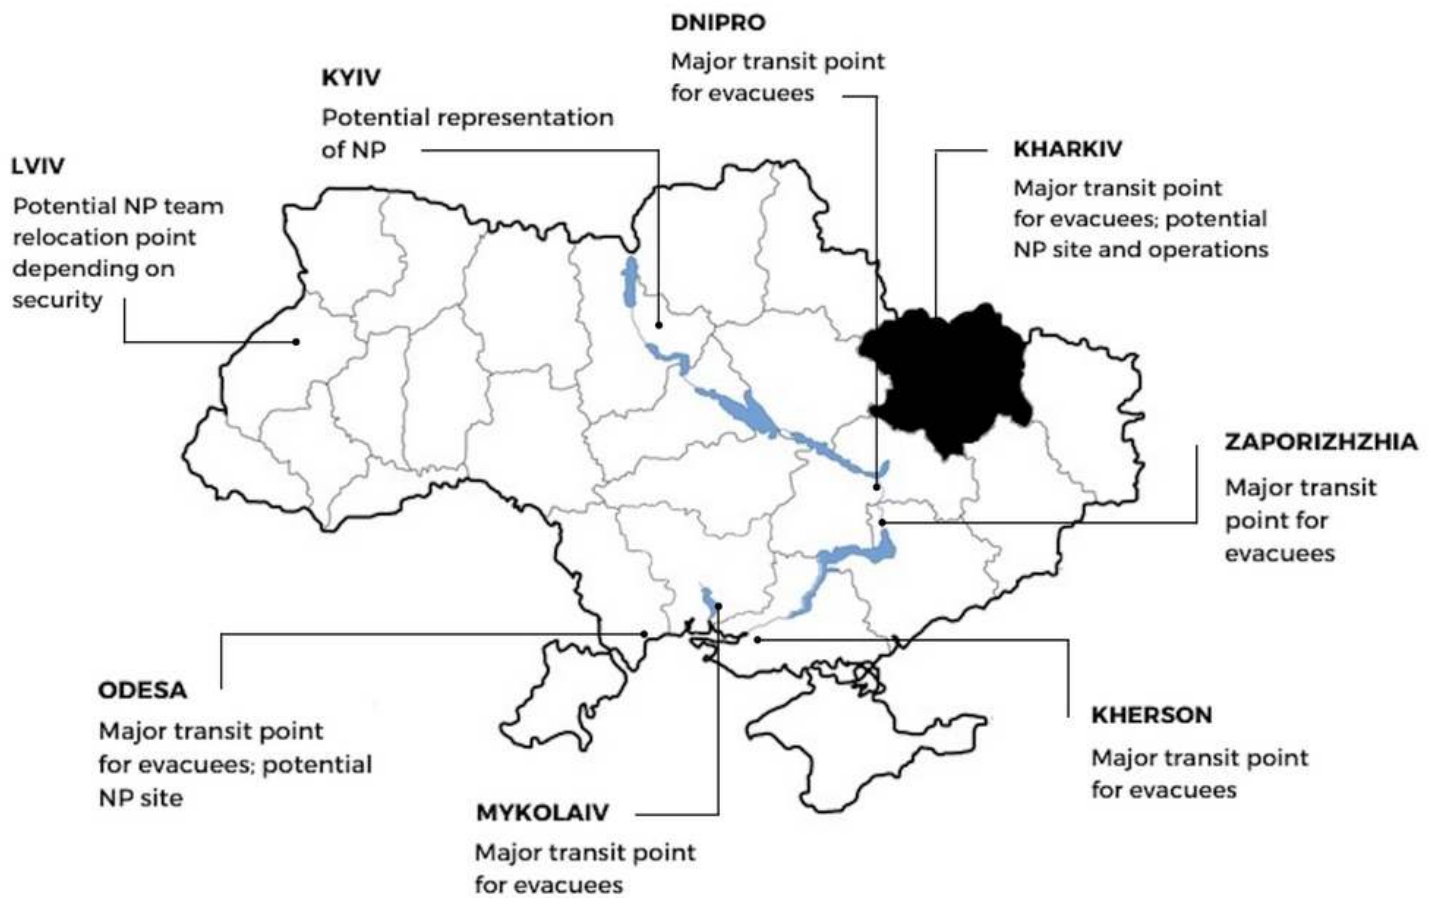 DNIPRO
Major transit point
for evacuees
KYIV
Potential representation
of NP
KHARKIV
Major transit point
for evacuees; potential
NP site and operations
LVIV
Potential NP team
relocation point
depending on
security
ZAPORIZHZHIA
Major transit
point for
evacuees
ODESA
Major transit point
for evacuees; potential
NP site
KHERSON
Major transit point
for evacuees
MYKOLAIV
Major transit point
for evacuees